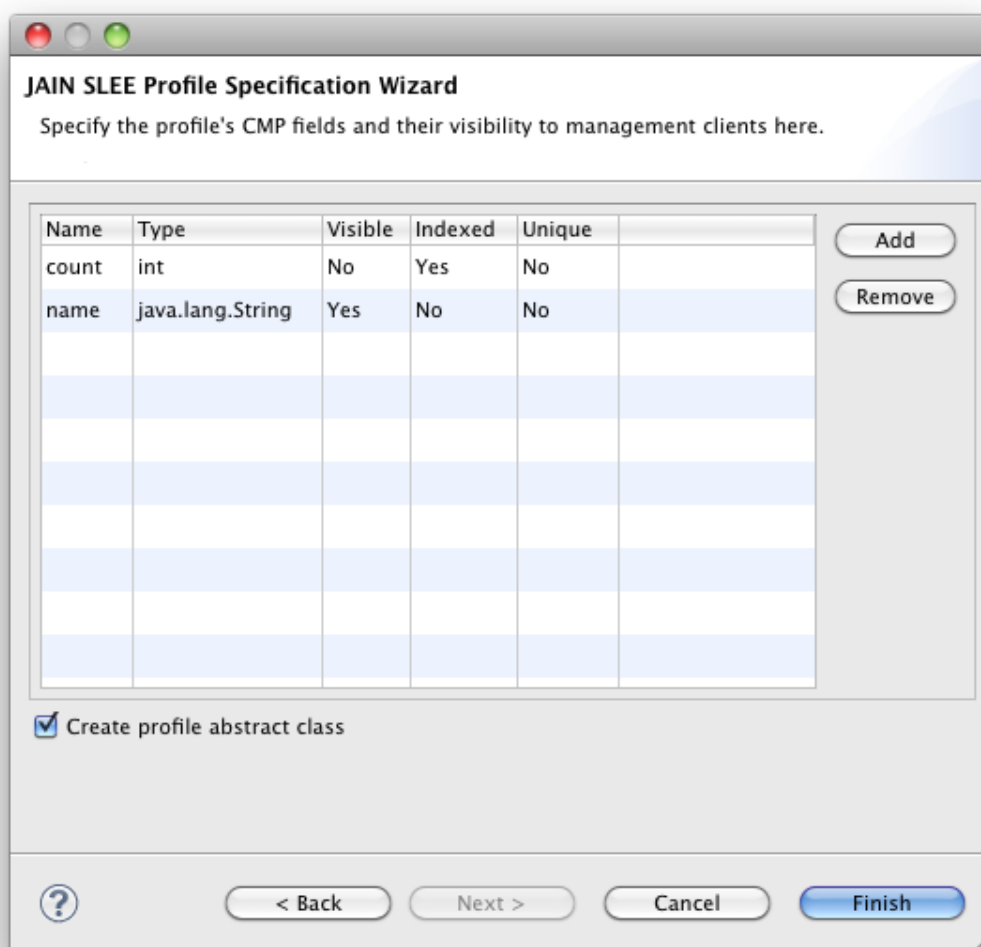 JAIN SLEE Profile Specification Wizard
Specify the profile's CMP fields and their visibility to management clients here.
Name Type Visible Indexed Unique
count int No Yes No
name java.lang.String Yes No No
Add
Remove
Create profile abstract class
? < Back Next > Cancel Finish